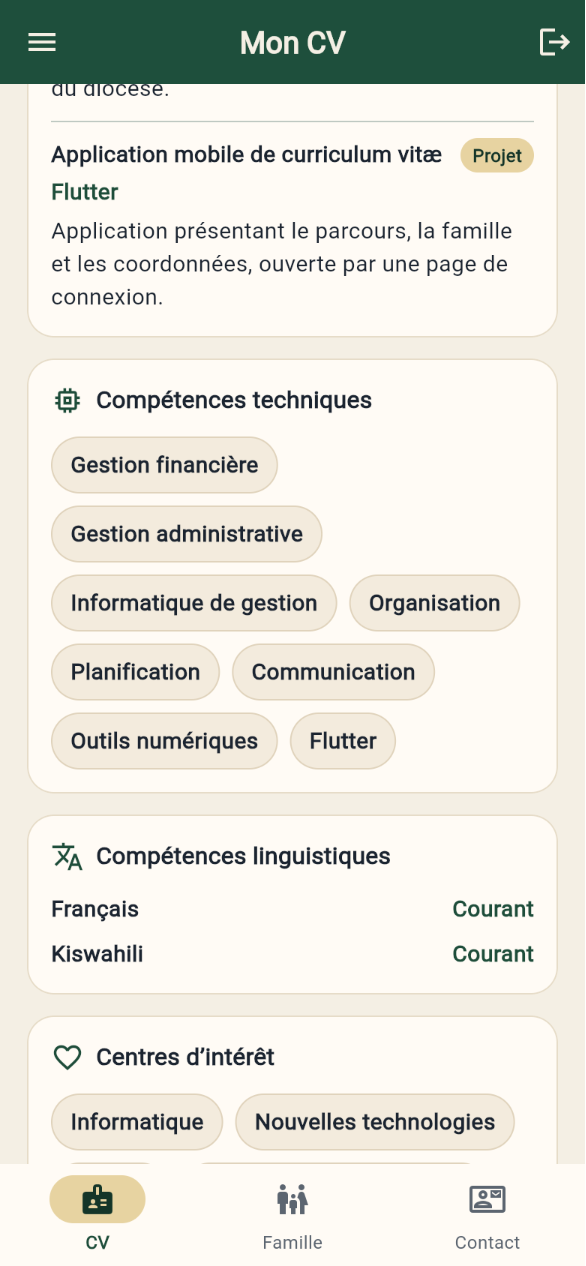 Mon CV
du diocèse.
Application mobile de curriculum vitæ
Projet
Flutter
Application présentant le parcours, la famille
et les coordonnées, ouverte par une page de
connexion.
Compétences techniques
Gestion financière
Gestion administrative
Informatique de gestion
Organisation
Planification
Communication
Outils numériques
Flutter
Compétences linguistiques
Français
Courant
Kiswahili
Courant
Centres d’intérêt
Informatique
Nouvelles technologies
CV
Famille
Contact